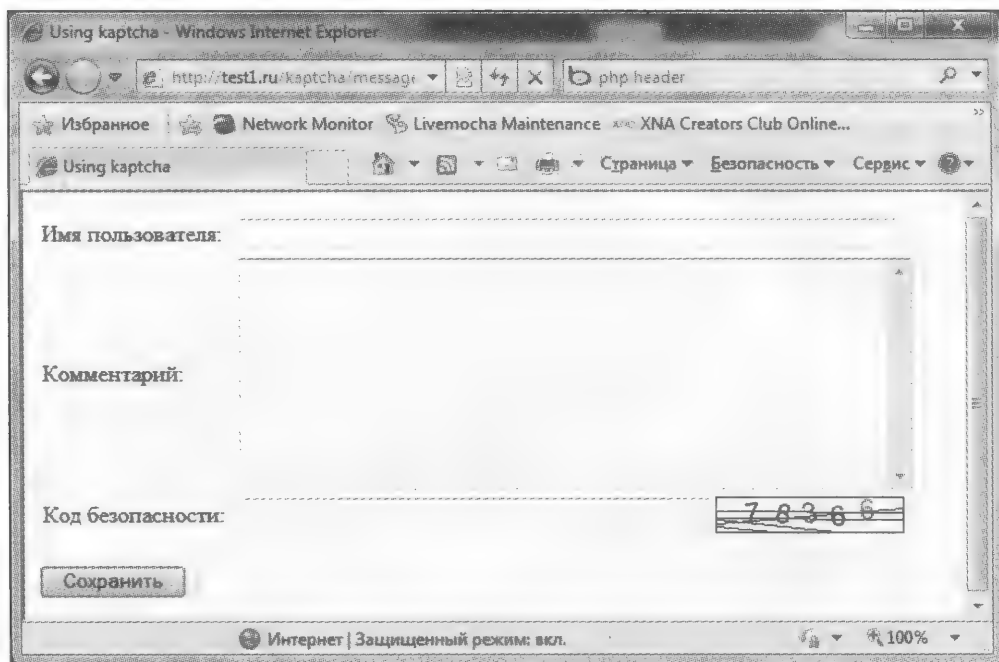 Using kaptcha - Windows Internet Explorer
http://test1.ru/kaptcha/message php header
Избранное Network Monitor Livemocha Maintenance XNA Creators Club Online...
Using kaptcha Страница Безопасность Сервис
Имя пользователя:
Комментарий:
Код безопасности:
Сохранить
Интернет | Защищенный режим: вкл. 100%